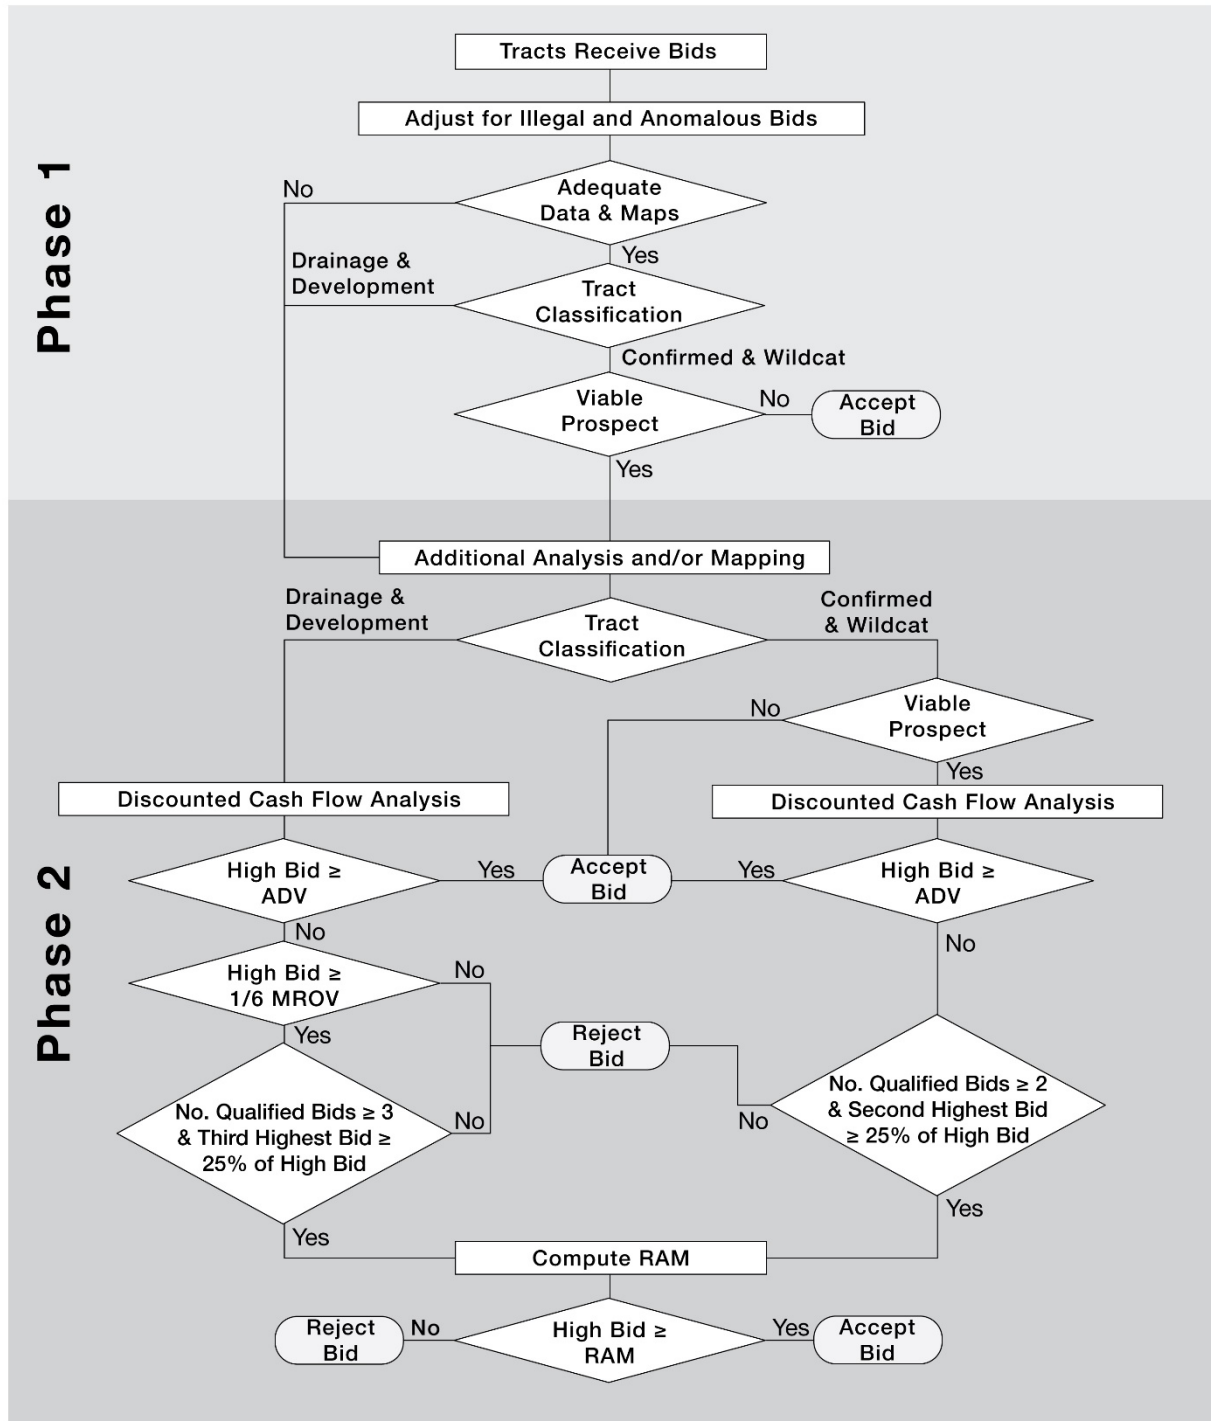 Phase 1
Tracts Receive Bids
Adjust for Illegal and Anomalous Bids
Adequate
Data & Maps
No
Yes
Drainage &
Development
Tract
Classification
Confirmed & Wildcat
Viable
Prospect
No
Accept
Bid
Yes
Phase 2
Additional Analysis and/or Mapping
Drainage &
Development
Tract
Classification
Confirmed
& Wildcat
Viable
Prospect
No
Yes
Discounted Cash Flow Analysis
Discounted Cash Flow Analysis
High Bid ≥
ADV
Yes
Accept
Bid
Yes
High Bid ≥
ADV
No
No
High Bid ≥
1/6 MROV
No
Yes
Reject
Bid
No. Qualified Bids ≥ 3
& Third Highest Bid ≥
25% of High Bid
No
No
No. Qualified Bids ≥ 2
& Second Highest Bid
≥ 25% of High Bid
Yes
Yes
Compute RAM
Reject
Bid
No
High Bid ≥
RAM
Yes
Accept
Bid